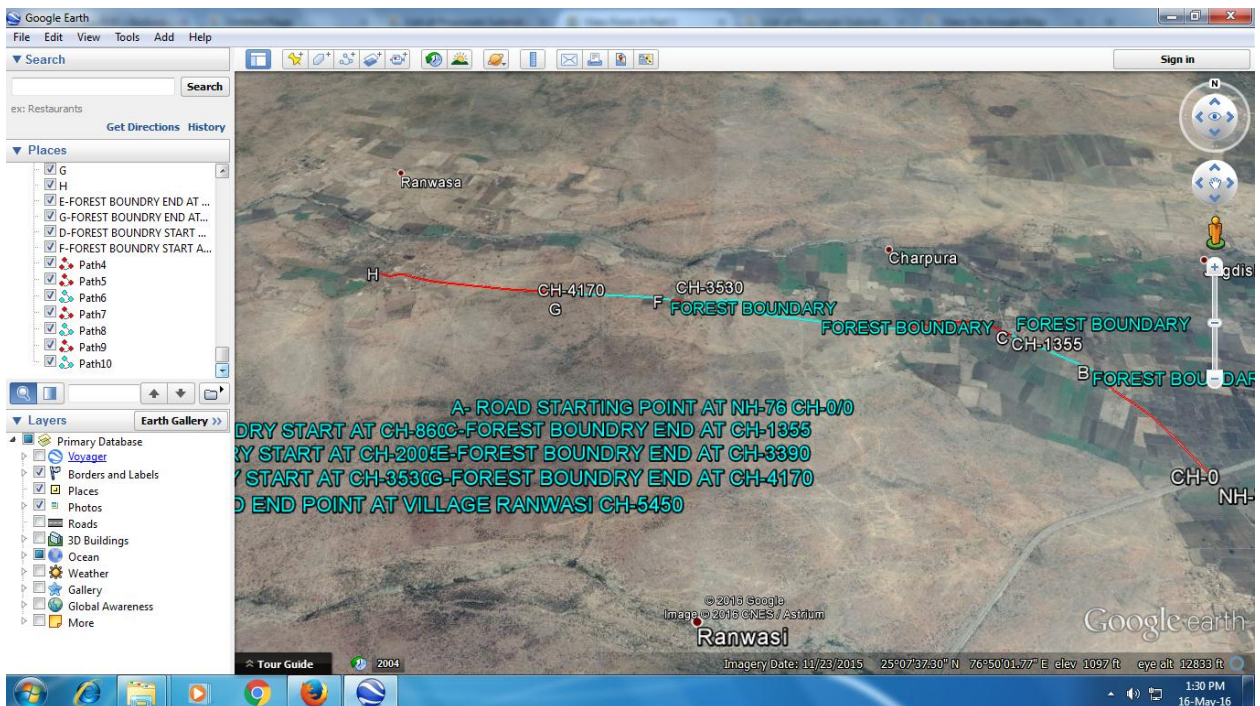 Google Earth
File Edit View Tools Add Help
Search
Sign in
Search
ex: Restaurants
Get Directions History
Places
G
H
E-FOREST BOUNDRY END AT ...
G-FOREST BOUNDRY END AT...
D-FOREST BOUNDRY START ...
F-FOREST BOUNDRY START A...
Path4
Path5
Path6
Path7
Path8
Path9
Path10
Layers Earth Gallery >>
Primary Database
Voyager
Borders and Labels
Places
Photos
Roads
3D Buildings
Ocean
Weather
Gallery
Global Awareness
More
N
Ranwasa
Charpura
H
CH-4170
G
F
CH-3530
FOREST BOUNDARY
FOREST BOUNDARY
FOREST BOUNDARY
C
CH-1355
B
FOREST BOU DAR
A- ROAD STARTING POINT AT NH-76 CH-0/0
DRY START AT CH-860C-FOREST BOUNDRY END AT CH-1355
RY START AT CH-2005E-FOREST BOUNDRY END AT CH-3390
Y START AT CH-3530G-FOREST BOUNDRY END AT CH-4170
D END POINT AT VILLAGE RANWASI CH-5450
CH-0
NH-
© 2016 Google
Image © 2016 CNES / Astrium
Ranwasi
Google earth
Tour Guide 2004
Imagery Date: 11/23/2015 25°07'37.30" N 76°50'01.77" E elev 1097 ft eye alt 12833 ft
1:30 PM
16-May-16